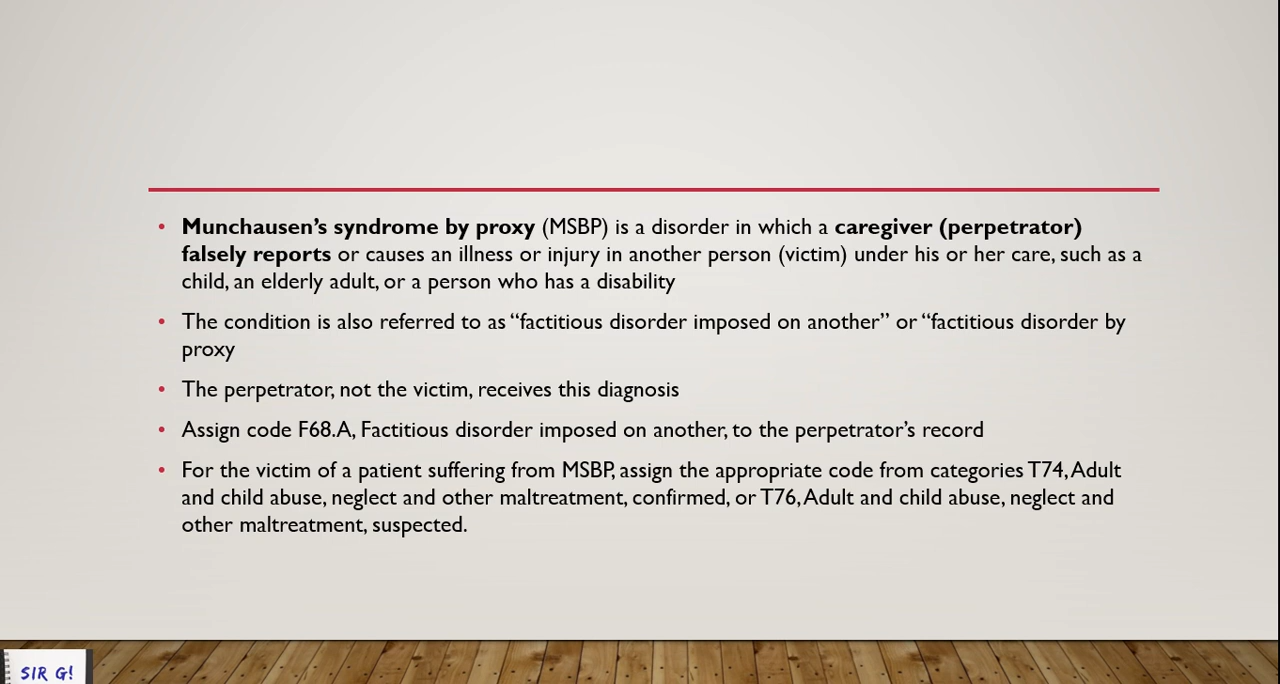 • Munchausen’s syndrome by proxy (MSBP) is a disorder in which a caregiver (perpetrator)
falsely reports or causes an illness or injury in another person (victim) under his or her care, such as a
child, an elderly adult, or a person who has a disability
• The condition is also referred to as “factitious disorder imposed on another” or “factitious disorder by
proxy
• The perpetrator, not the victim, receives this diagnosis
• Assign code F68.A, Factitious disorder imposed on another, to the perpetrator’s record
• For the victim of a patient suffering from MSBP, assign the appropriate code from categories T74, Adult
and child abuse, neglect and other maltreatment, confirmed, or T76, Adult and child abuse, neglect and
other maltreatment, suspected.
SIR G!